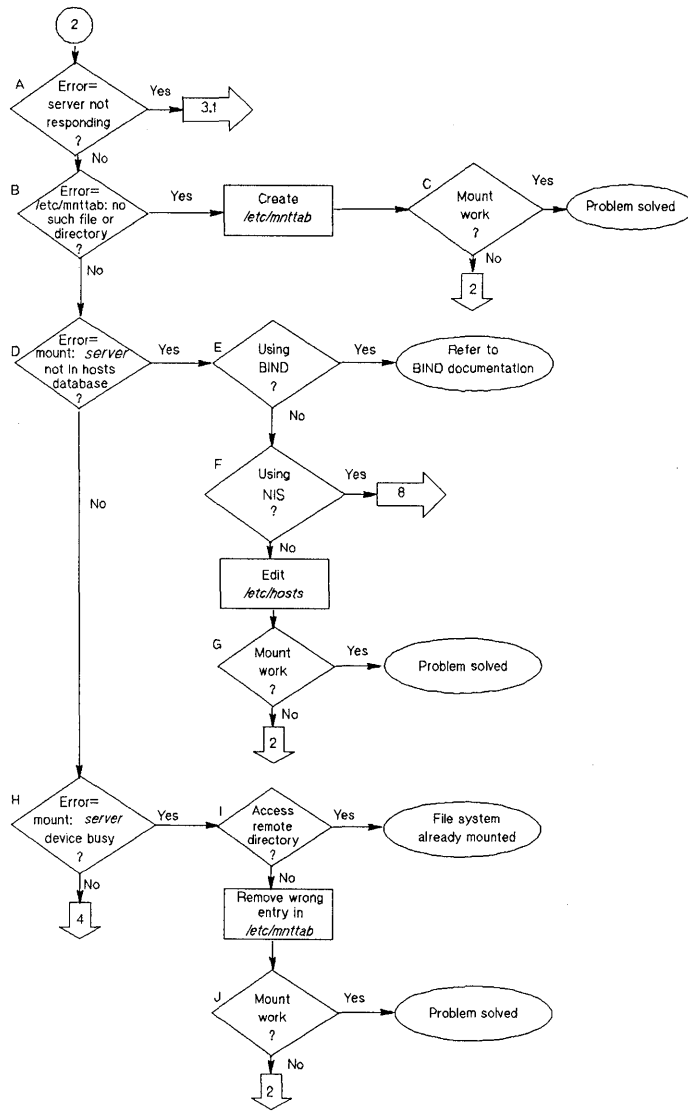 2
A
Error=
server not
responding
?
Yes
3.1
No
B
Error=
/etc/mnttab: no
such file or
directory
?
Yes
Create
/etc/mnttab
C
Mount
work
?
Yes
Problem solved
No
2
No
D
Error=
mount: server
not in hosts
database
?
Yes
E
Using
BIND
?
Yes
Refer to
BIND documentation
No
F
Using
NIS
?
Yes
8
No
No
Edit
/etc/hosts
G
Mount
work
?
Yes
Problem solved
No
2
H
Error=
mount: server
device busy
?
Yes
I
Access
remote
directory
?
Yes
File system
already mounted
No
4
No
Remove wrong
entry in
/etc/mnttab
J
Mount
work
?
Yes
Problem solved
No
2